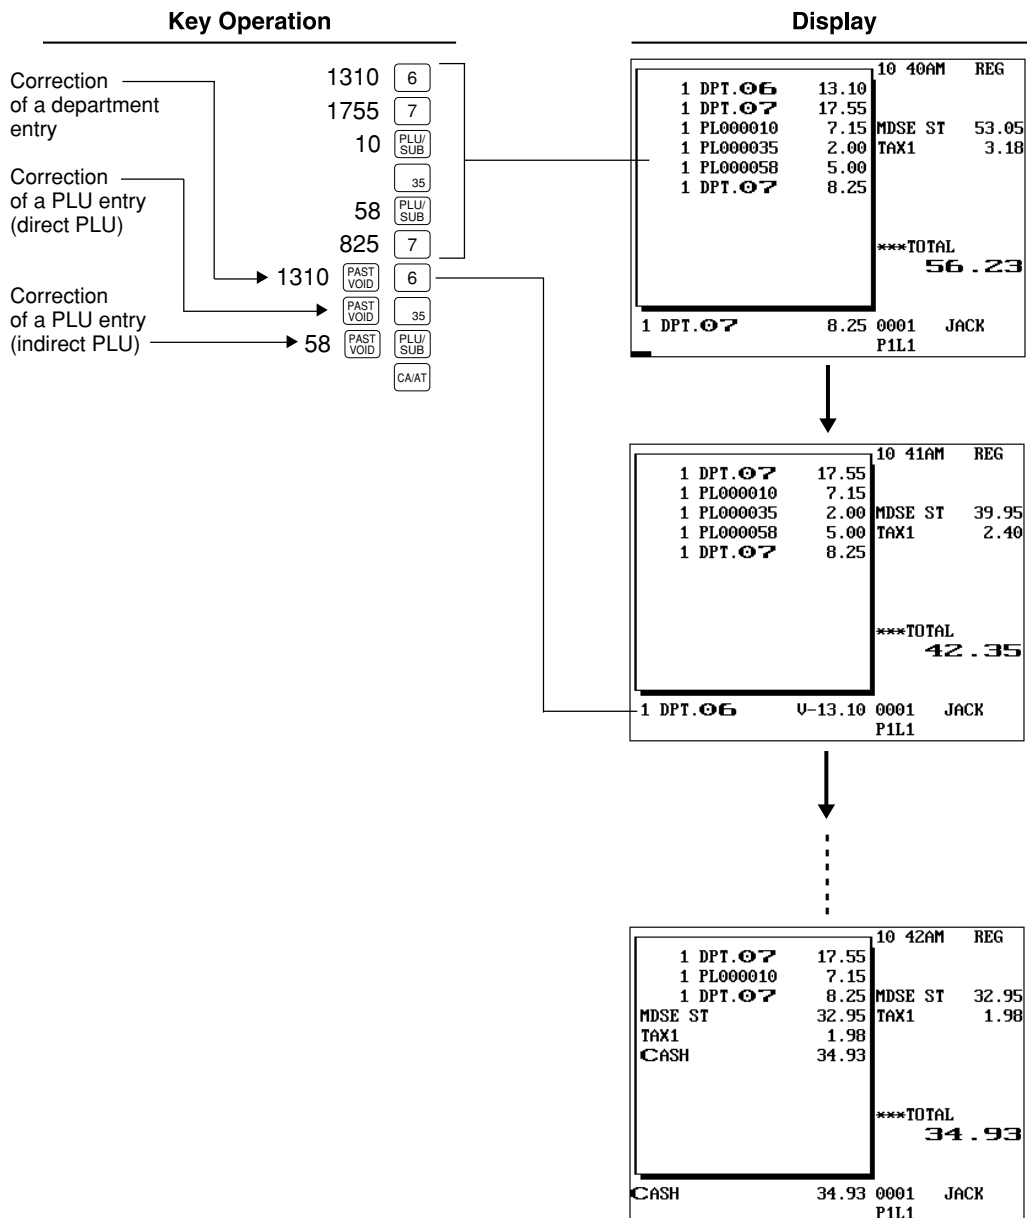 Key Operation
Display
Correction
of a department
entry
Correction
of a PLU entry
(direct PLU)
Correction
of a PLU entry
(indirect PLU)
1310 6
1755 7
10 PLU/SUB
35
58 PLU/SUB
825 7
1310 PAST VOID 6
PAST VOID 35
58 PAST VOID PLU/SUB
CA/AT
10 40AM REG
1 DPT.06 13.10
1 DPT.07 17.55
1 PL000010 7.15 MDSE ST 53.05
1 PL000035 2.00 TAX1 3.18
1 PL000058 5.00
1 DPT.07 8.25
***TOTAL
56.23
1 DPT.07 8.25 0001 JACK
P1L1
10 41AM REG
1 DPT.07 17.55
1 PL000010 7.15
1 PL000035 2.00 MDSE ST 39.95
1 PL000058 5.00 TAX1 2.40
1 DPT.07 8.25
***TOTAL
42.35
1 DPT.06 V-13.10 0001 JACK
P1L1
10 42AM REG
1 DPT.07 17.55
1 PL000010 7.15
1 DPT.07 8.25 MDSE ST 32.95
MDSE ST 32.95 TAX1 1.98
TAX1 1.98
CASH 34.93
***TOTAL
34.93
CASH 34.93 0001 JACK
P1L1